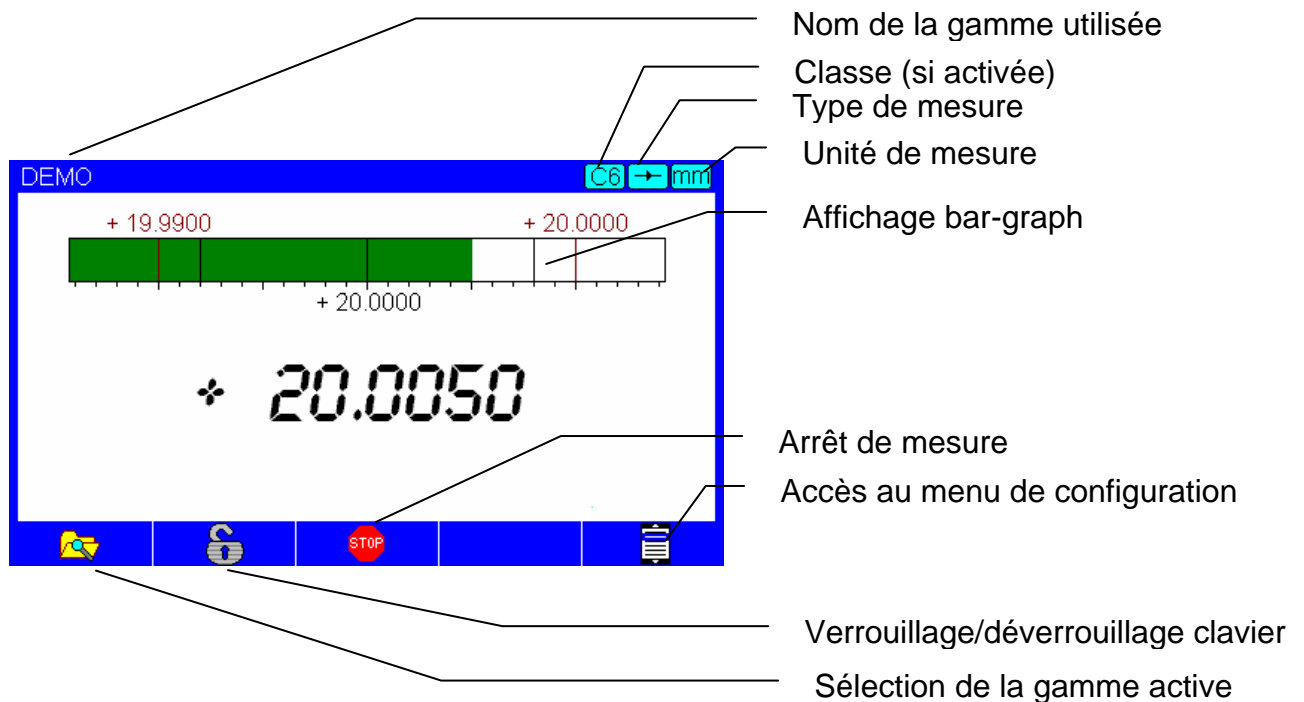 Nom de la gamme utilisée
Classe (si activée)
Type de mesure
Unité de mesure
DEMO
C6
mm
+ 19.9900
+ 20.0000
Affichage bar-graph
+ 20.0000
+ 20.0050
Arrêt de mesure
Accès au menu de configuration
STOP
Verrouillage/déverrouillage clavier
Sélection de la gamme active